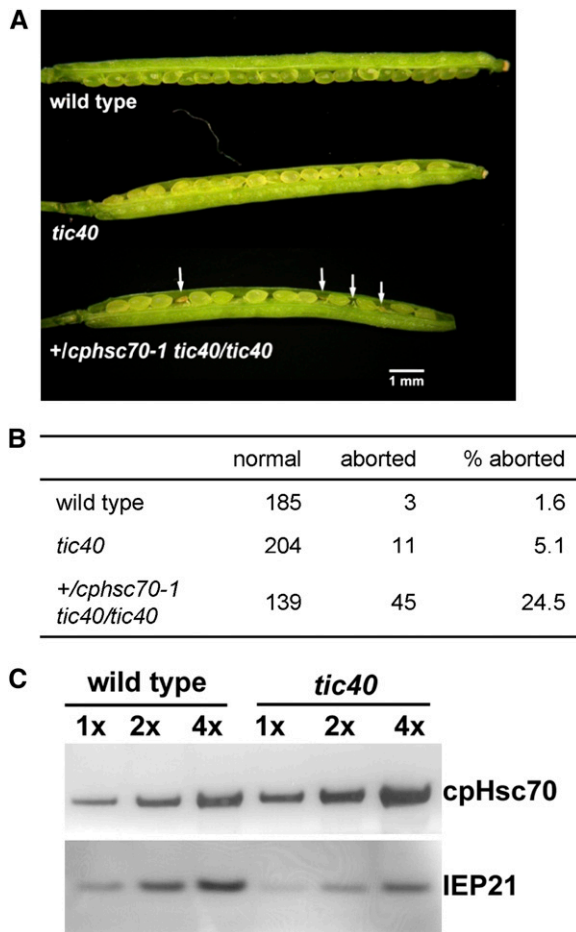 A
wild type
tic40
+/cphsc70-1 tic40/tic40
1 mm
B
normal aborted % aborted
wild type 185 3 1.6
tic40 204 11 5.1
+/cphsc70-1
tic40/tic40 139 45 24.5
C
wild type tic40
1x 2x 4x 1x 2x 4x
cpHsc70
IEP21